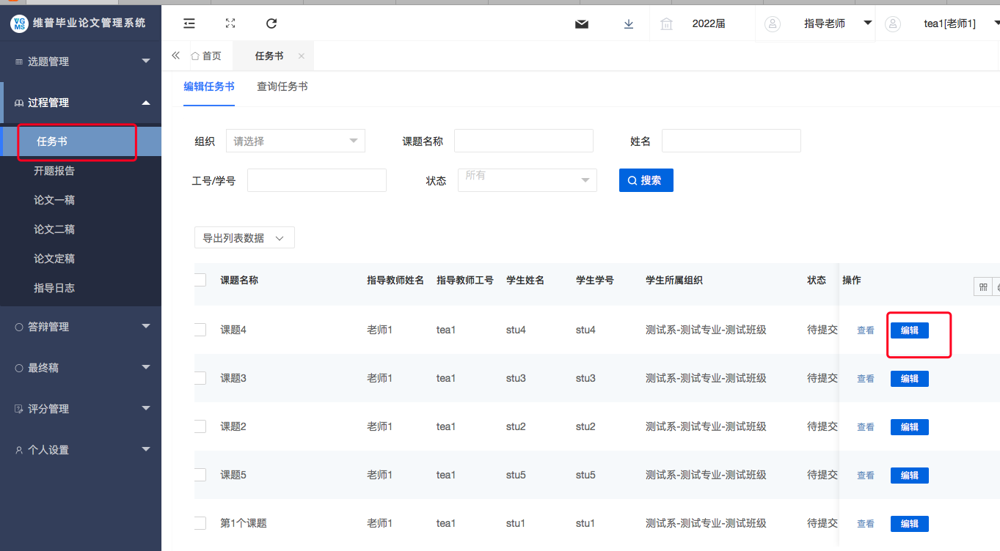 VG
MS
维普毕业论文管理系统
2022届
指导老师
tea1[老师1]
首页
任务书
选题管理
过程管理
任务书
开题报告
论文一稿
论文二稿
论文定稿
指导日志
答辩管理
最终稿
评分管理
个人设置
编辑任务书 查询任务书
组织 请选择 课题名称 姓名
工号/学号 状态 所有 搜索
导出列表数据
课题名称 指导教师姓名 指导教师工号 学生姓名 学生学号 学生所属组织 状态 操作
课题4 老师1 tea1 stu4 stu4 测试系-测试专业-测试班级 待提交 查看 编辑
课题3 老师1 tea1 stu3 stu3 测试系-测试专业-测试班级 待提交 查看 编辑
课题2 老师1 tea1 stu2 stu2 测试系-测试专业-测试班级 待提交 查看 编辑
课题5 老师1 tea1 stu5 stu5 测试系-测试专业-测试班级 待提交 查看 编辑
第1个课题 老师1 tea1 stu1 stu1 测试系-测试专业-测试班级 待提交 查看 编辑